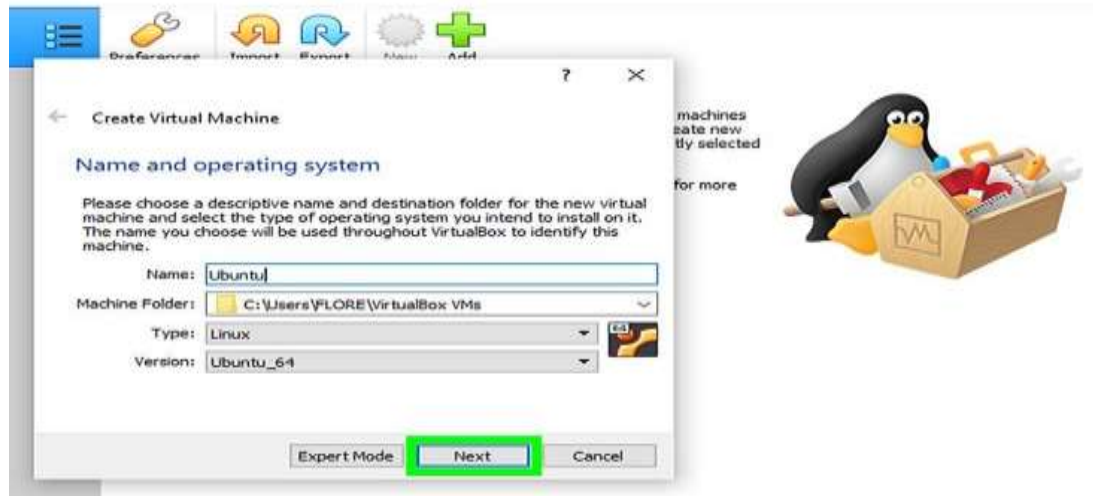 Preferences Import Export New Add
? ×
Create Virtual Machine
machines
eate new
tly selected
for more
Name and operating system
Please choose a descriptive name and destination folder for the new virtual
machine and select the type of operating system you intend to install on it.
The name you choose will be used throughout VirtualBox to identify this
machine.
Name: Ubuntu
Machine Folder: C:\Users\FLORE\VirtualBox VMs
Type: Linux
64
Version: Ubuntu_64
Expert Mode Next Cancel